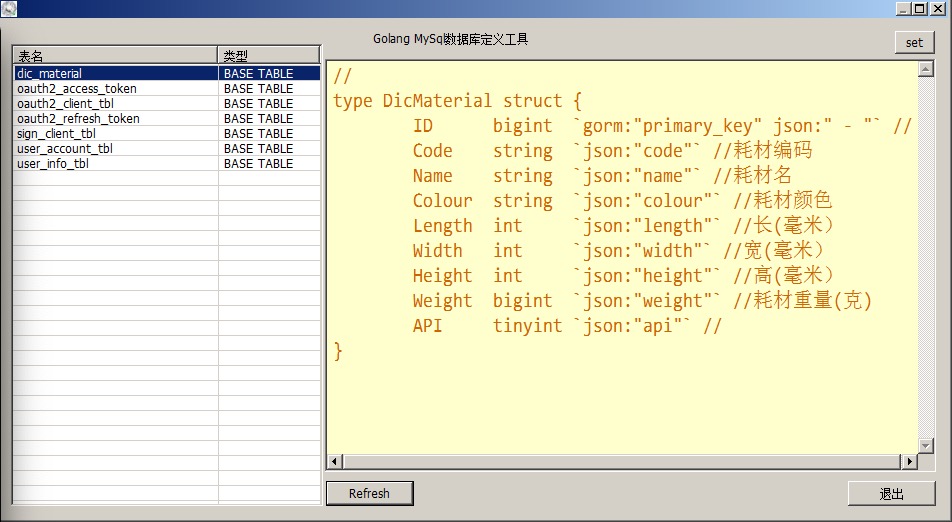 Golang MySql数据库定义工具
set
表名 类型
dic_material BASE TABLE
oauth2_access_token BASE TABLE
oauth2_client_tbl BASE TABLE
oauth2_refresh_token BASE TABLE
sign_client_tbl BASE TABLE
user_account_tbl BASE TABLE
user_info_tbl BASE TABLE
//
type DicMaterial struct {
ID bigint `gorm:"primary_key" json:" - "` //
Code string `json:"code"` //耗材编码
Name string `json:"name"` //耗材名
Colour string `json:"colour"` //耗材颜色
Length int `json:"length"` //长(毫米）
Width int `json:"width"` //宽(毫米）
Height int `json:"height"` //高(毫米）
Weight bigint `json:"weight"` //耗材重量(克)
API tinyint `json:"api"` //
}
Refresh
退出